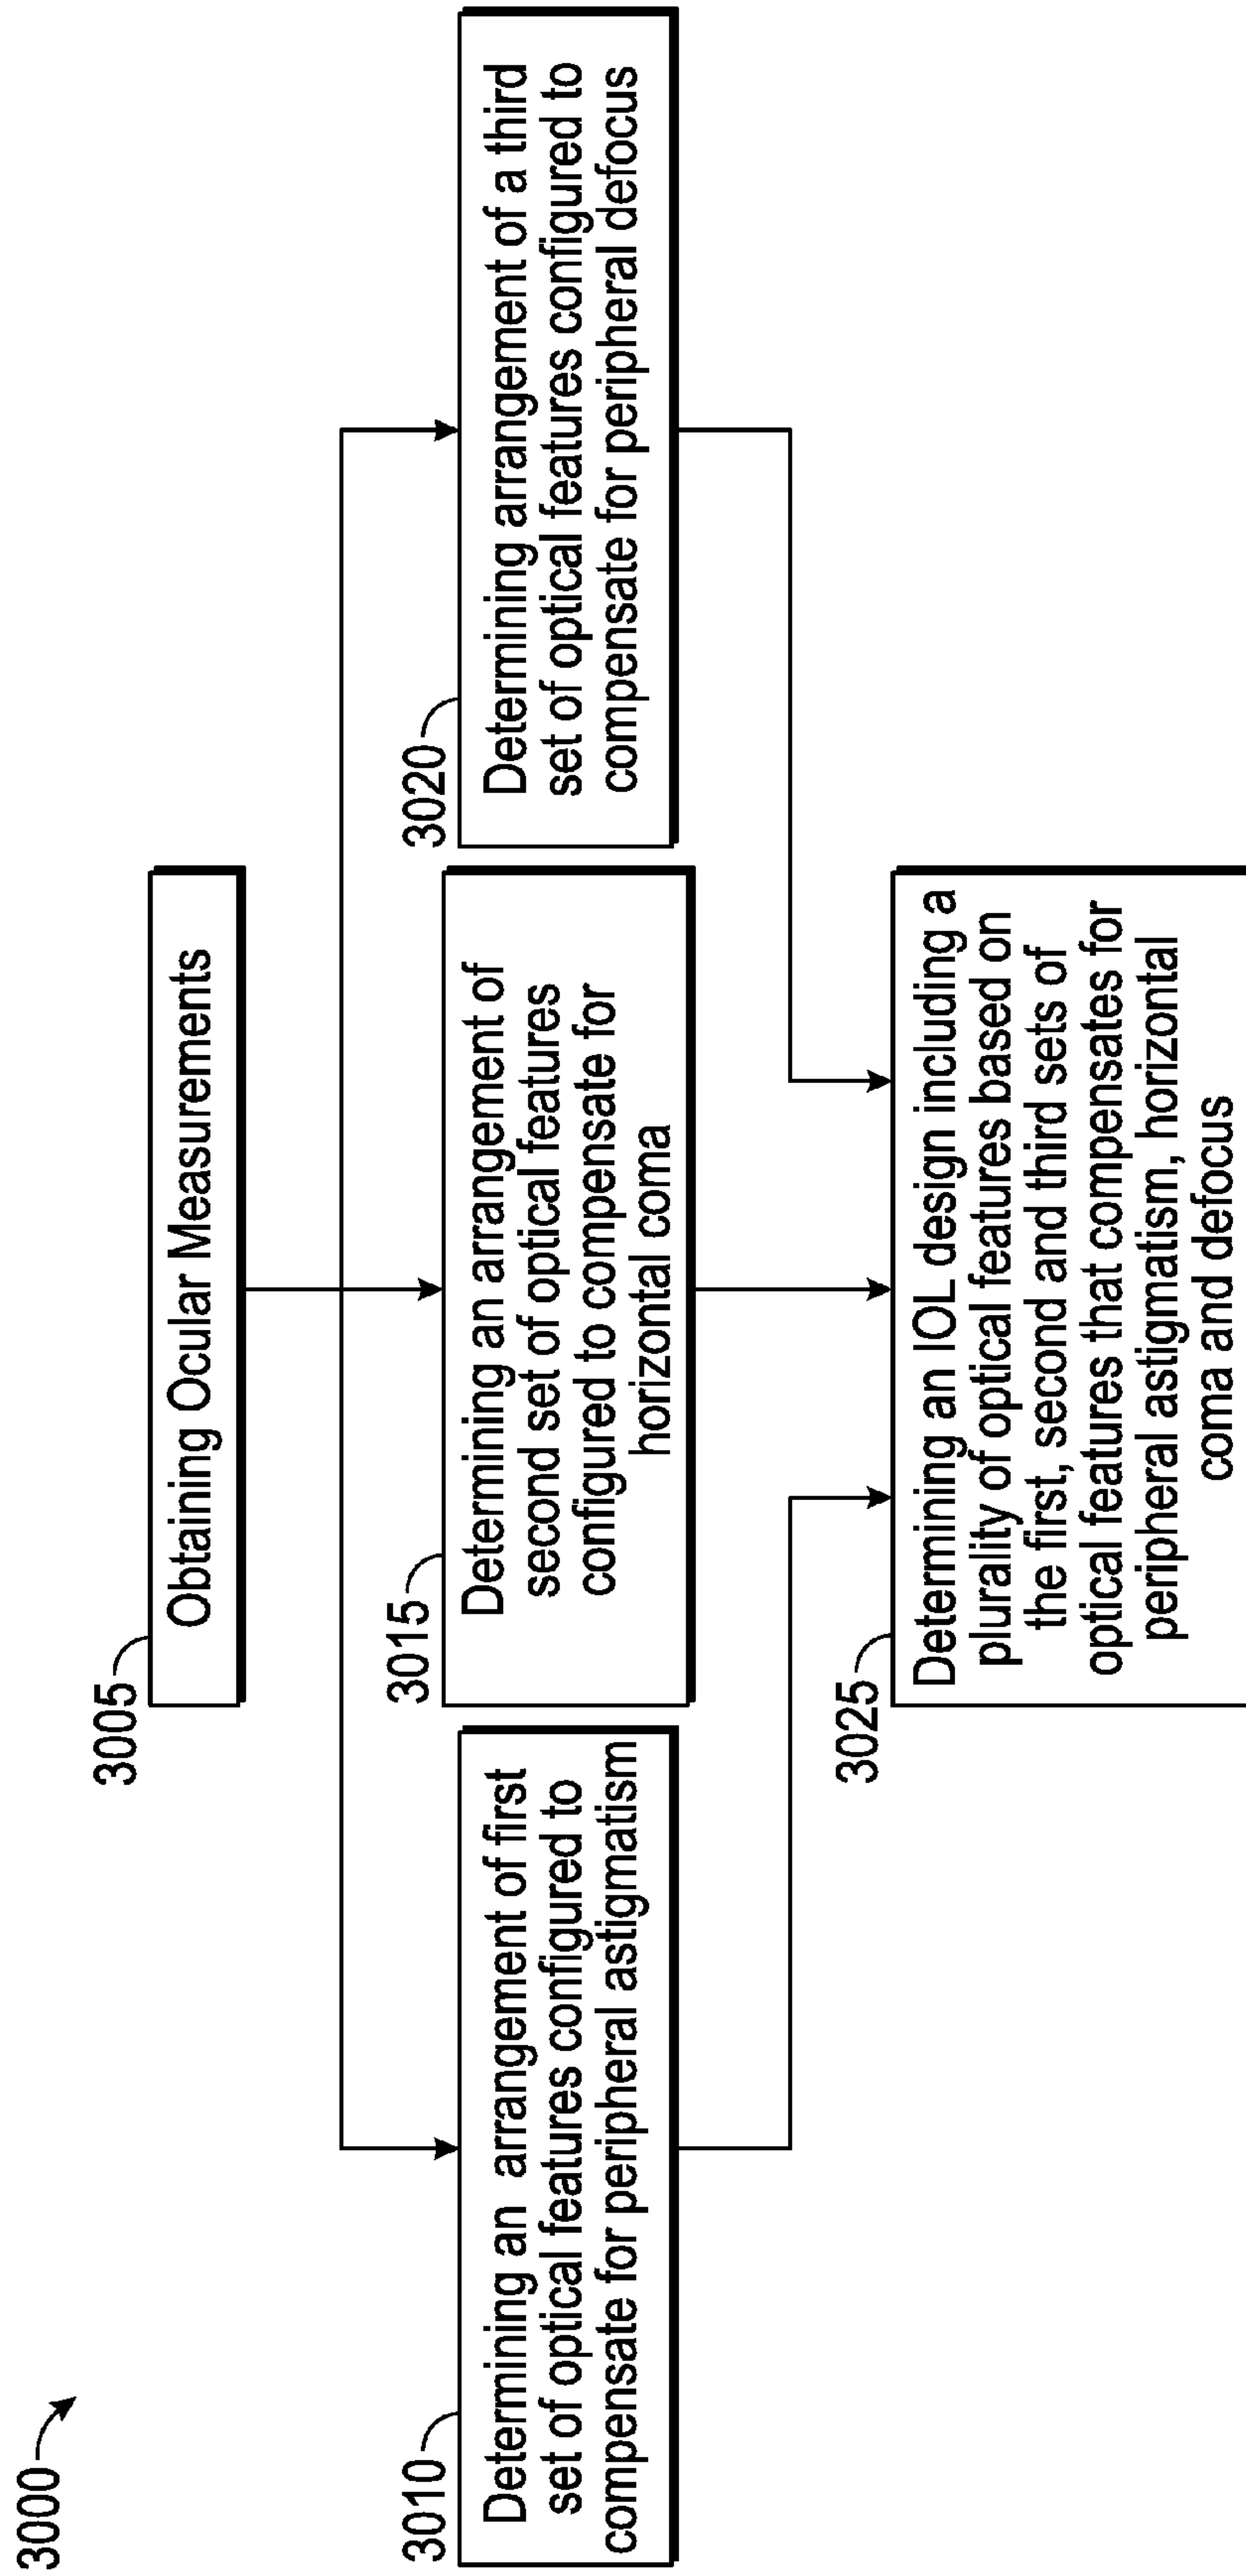 3000
3005
Obtaining Ocular Measurements
3010
Determining an arrangement of first
set of optical features configured to
compensate for peripheral astigmatism
3015
Determining an arrangement of
second set of optical features
configured to compensate for
horizontal coma
3020
Determining arrangement of a third
set of optical features configured to
compensate for peripheral defocus
3025
Determining an IOL design including a
plurality of optical features based on
the first, second and third sets of
optical features that compensates for
peripheral astigmatism, horizontal
coma and defocus